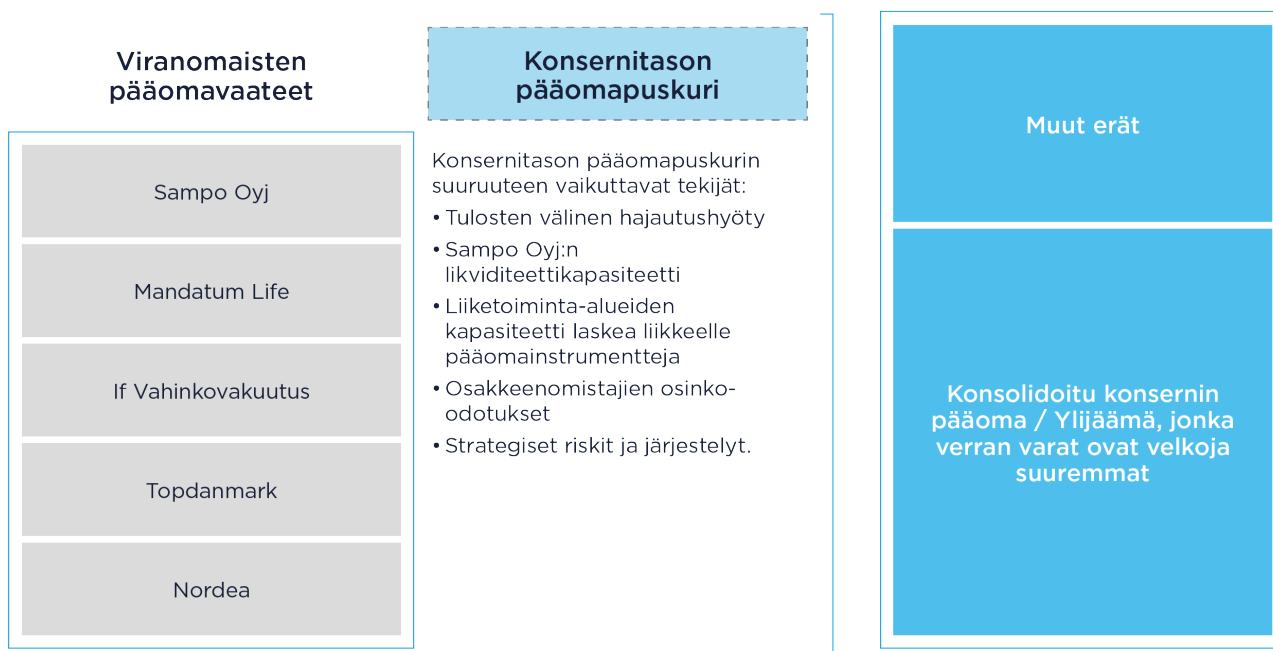 Viranomaisten
pääomavaateet
Sampo Oyj
Mandatum Life
If Vahinkovakuutus
Topdanmark
Nordea
Konsernitason
pääomapuskuri
Konsernitason pääomapuskurin
suuruuteen vaikuttavat tekijät:
• Tulosten välinen hajautushyöty
• Sampo Oyj:n
likviditeettikapasiteetti
• Liiketoiminta-alueiden
kapasiteetti laskea liikkeelle
pääomainstrumentteja
• Osakkeenomistajien osinko-
odotukset
• Strategiset riskit ja järjestelyt.
Muut erät
Konsolidoitu konsernin
pääoma / Ylijäämä, jonka
verran varat ovat velkoja
suuremmat